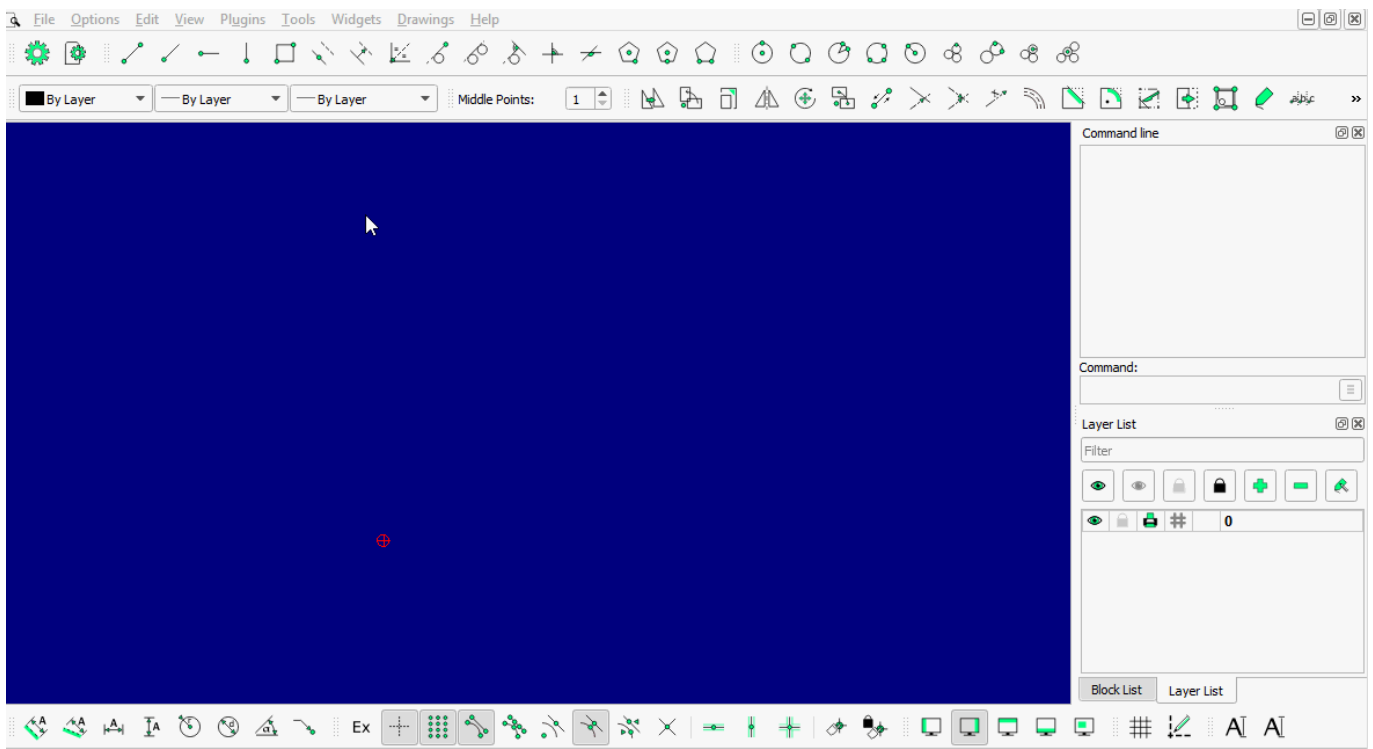 File Options Edit View Plugins Tools Widgets Drawings Help
By Layer By Layer By Layer Middle Points: 1
Command line
Command:
Layer List
Filter
0
Block List Layer List
Ex